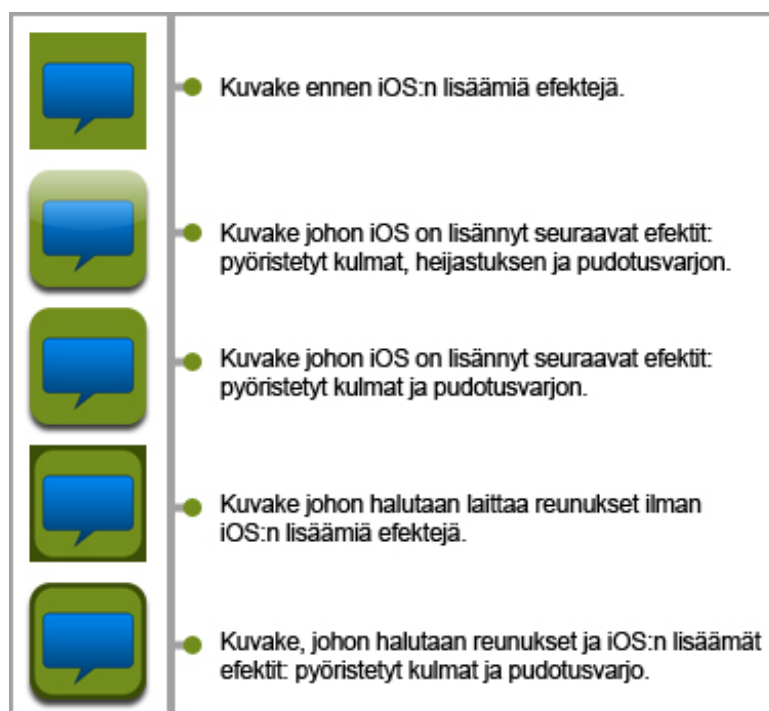 Kuvake ennen iOS:n lisäämiä efektejä.
Kuvake johon iOS on lisännyt seuraavat efektit:
pyöristetyt kulmat, heijastuksen ja pudotusvarjon.
Kuvake johon iOS on lisännyt seuraavat efektit:
pyöristetyt kulmat ja pudotusvarjon.
Kuvake johon halutaan laittaa reunukset ilman
iOS:n lisäämiä efektejä.
Kuvake, johon halutaan reunukset ja iOS:n lisäämät
efektit: pyöristetyt kulmat ja pudotusvarjo.